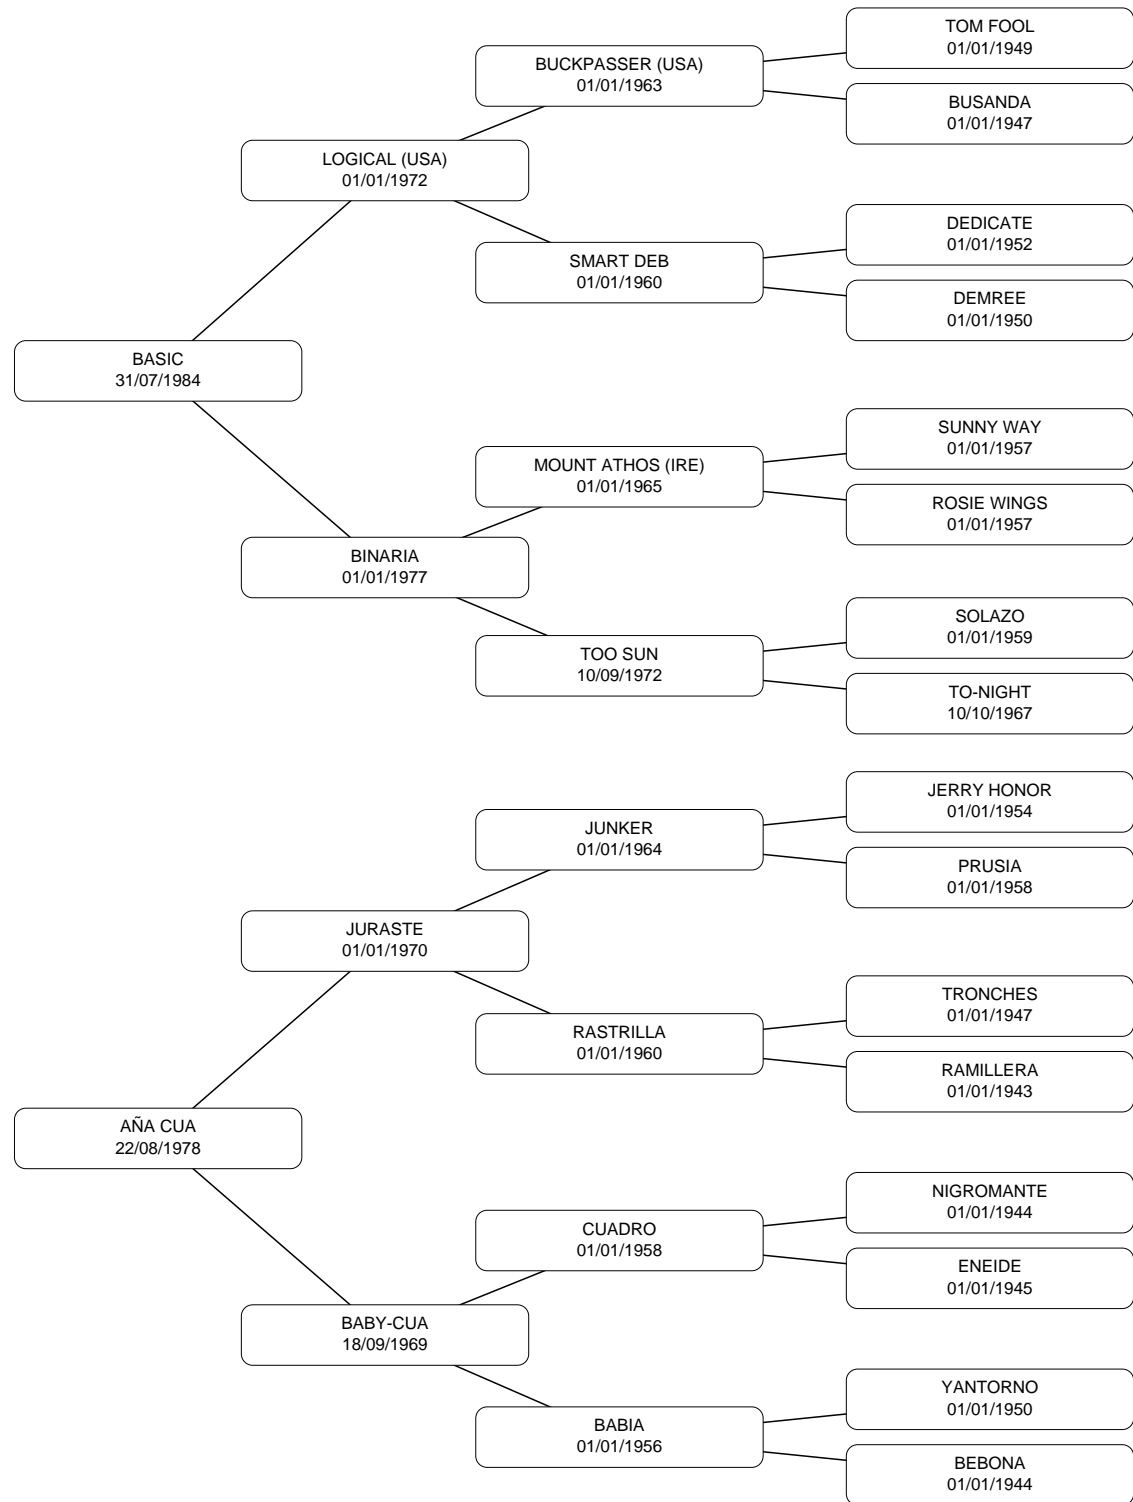 TOM FOOL
01/01/1949
BUCKPASSER (USA)
01/01/1963
BUSANDA
01/01/1947
LOGICAL (USA)
01/01/1972
DEDICATE
01/01/1952
SMART DEB
01/01/1960
DEMREE
01/01/1950
BASIC
31/07/1984
SUNNY WAY
01/01/1957
MOUNT ATHOS (IRE)
01/01/1965
ROSIE WINGS
01/01/1957
BINARIA
01/01/1977
SOLAZO
01/01/1959
TOO SUN
10/09/1972
TO-NIGHT
10/10/1967
JERRY HONOR
01/01/1954
JUNKER
01/01/1964
PRUSIA
01/01/1958
JURASTE
01/01/1970
TRONCHES
01/01/1947
RASTRILLA
01/01/1960
RAMILLERA
01/01/1943
AÑA CUA
22/08/1978
NIGROMANTE
01/01/1944
CUADRO
01/01/1958
ENEIDE
01/01/1945
BABY-CUA
18/09/1969
YANTORNO
01/01/1950
BABIA
01/01/1956
BEBONA
01/01/1944